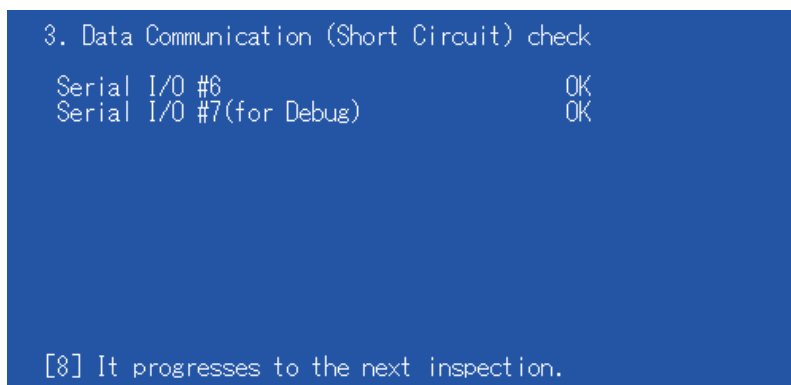 3. Data Communication (Short Circuit) check
Serial I/O #6 OK
Serial I/O #7(for Debug) OK
[8] It progresses to the next inspection.